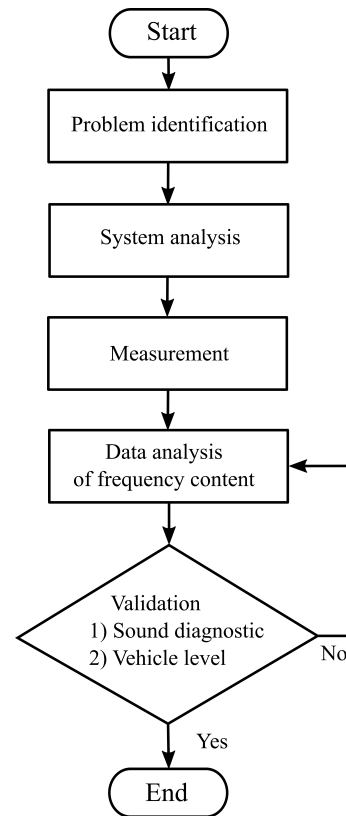 Start
Problem identification
System analysis
Measurement
Data analysis
of frequency content
Validation
1) Sound diagnostic
2) Vehicle level
No
Yes
End